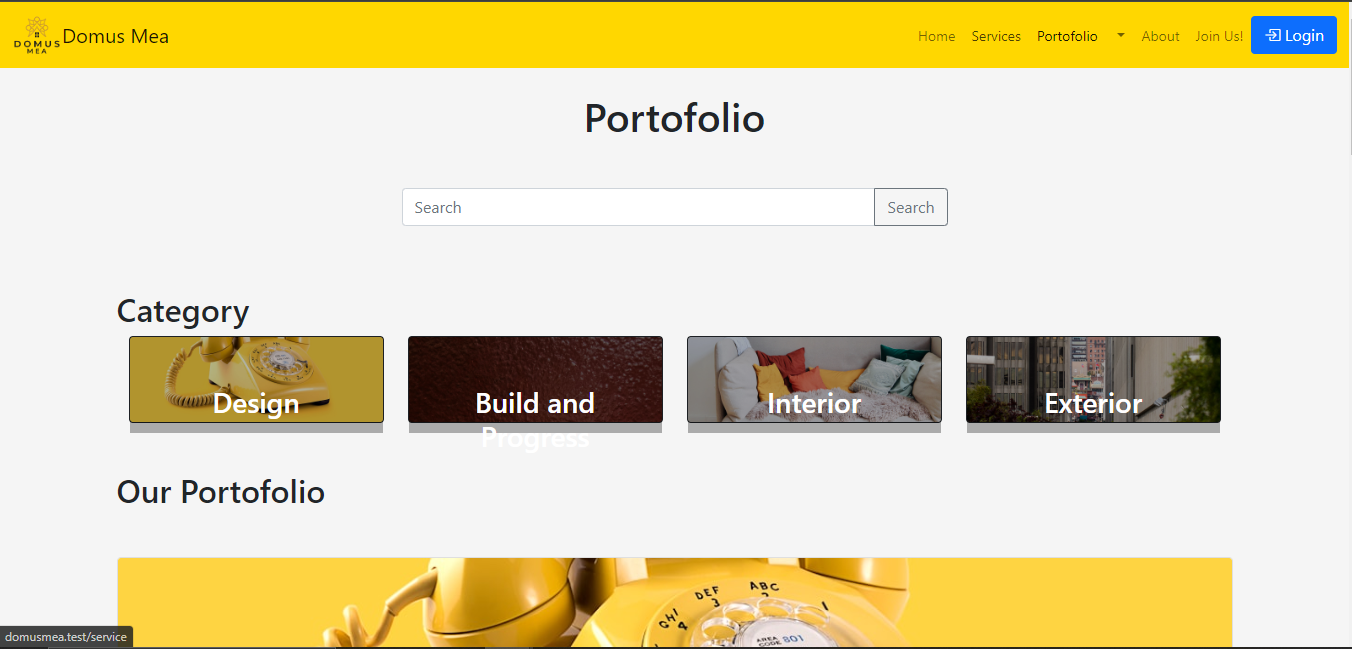 DOMUS
MEA
Domus Mea
Home Services Portofolio About Join Us! Login
Portofolio
Search Search
Category
Design Build and Interior Exterior
Progress
Our Portofolio
ABC
DEF 2
3
GHI
4
1
AREA
CODE 801
domusmea.test/service